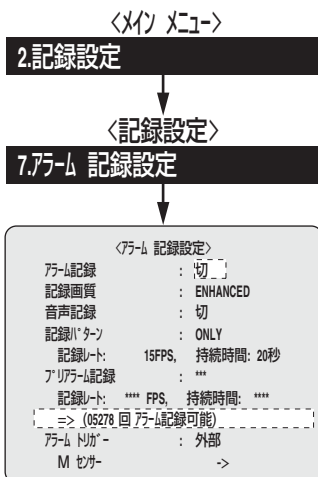 〈ﾒｲﾝ ﾒﾆｭｰ〉
2.記録設定
〈記録設定〉
7.ｱﾗｰﾑ 記録設定
〈ｱﾗｰﾑ 記録設定〉
ｱﾗｰﾑ記録 : 切
記録画質 : ENHANCED
音声記録 : 切
記録ﾊﾟﾀｰﾝ : ONLY
記録ﾚｰﾄ: 15FPS, 持続時間: 20秒
ﾌﾟﾘｱﾗｰﾑ記録 : ***
記録ﾚｰﾄ: **** FPS, 持続時間: ****
=> (05278 回 ｱﾗｰﾑ記録可能)
ｱﾗｰﾑ ﾄﾘｶﾞｰ : 外部
M ｾﾝｻｰ ->